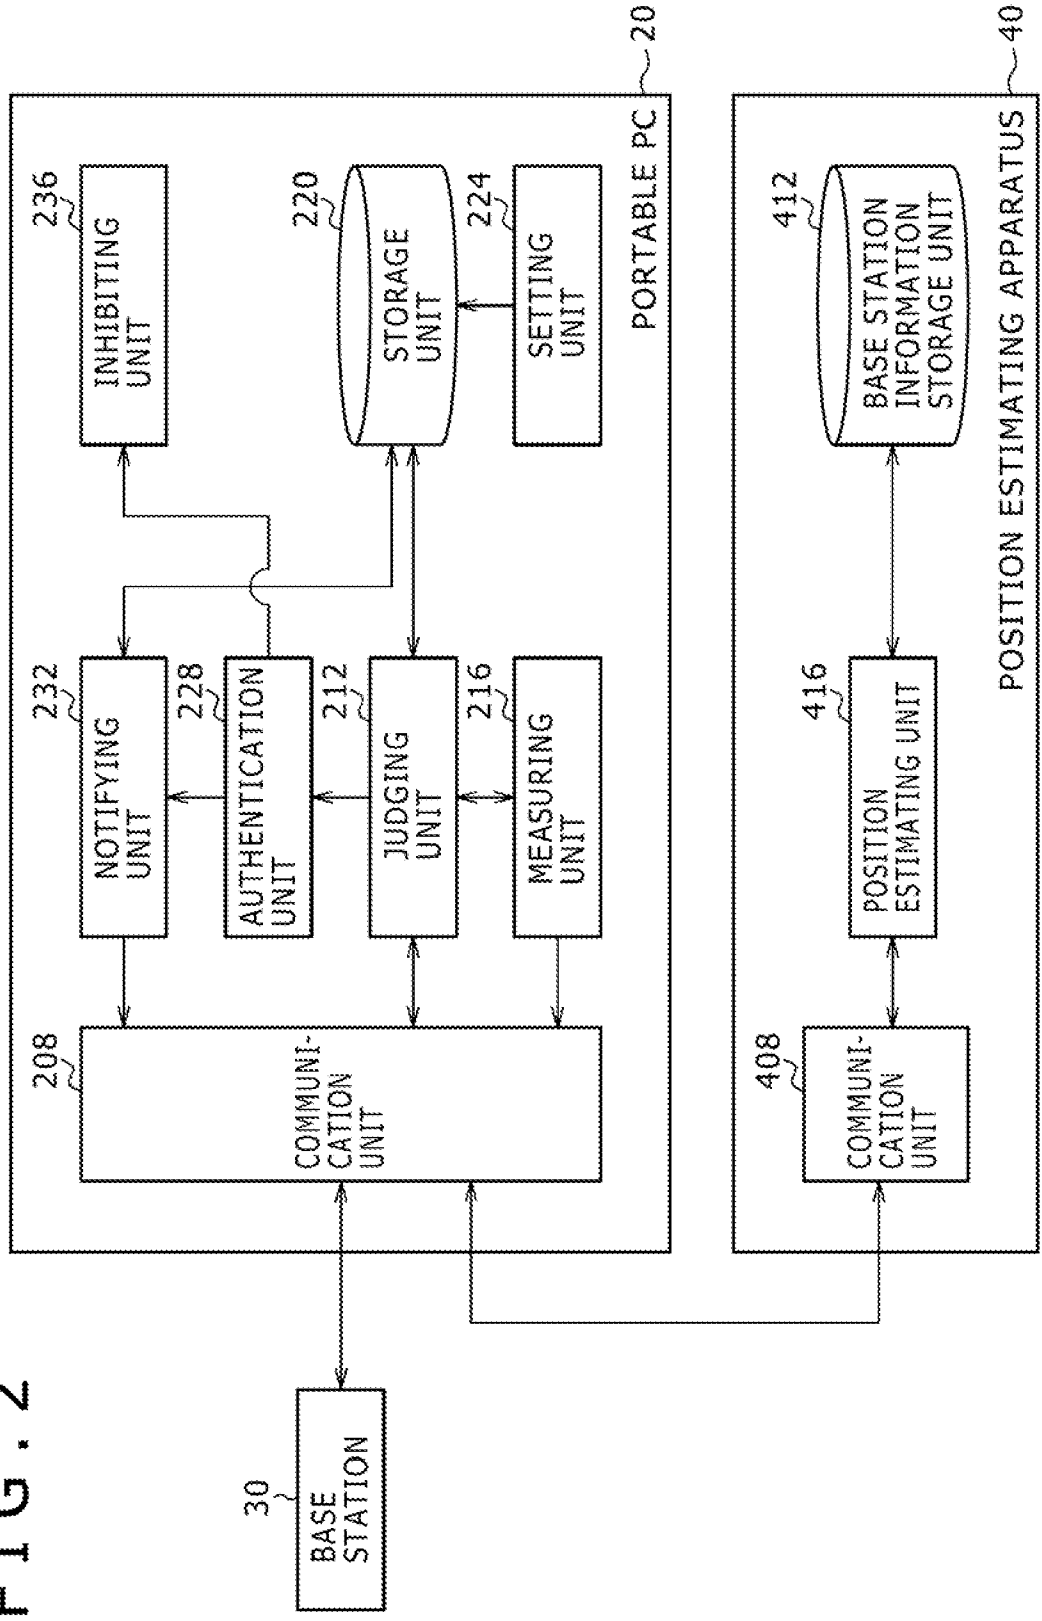 FIG. 2
30
BASE
STATION
208
COMMUNI-
CATION
UNIT
232
NOTIFYING
UNIT
228
AUTHENTICATION
UNIT
212
JUDGING
UNIT
216
MEASURING
UNIT
236
INHIBITING
UNIT
220
STORAGE
UNIT
224
SETTING
UNIT
PORTABLE PC
20
408
COMMUNI-
CATION
UNIT
416
POSITION
ESTIMATING UNIT
412
BASE STATION
INFORMATION
STORAGE UNIT
POSITION ESTIMATING APPARATUS
40